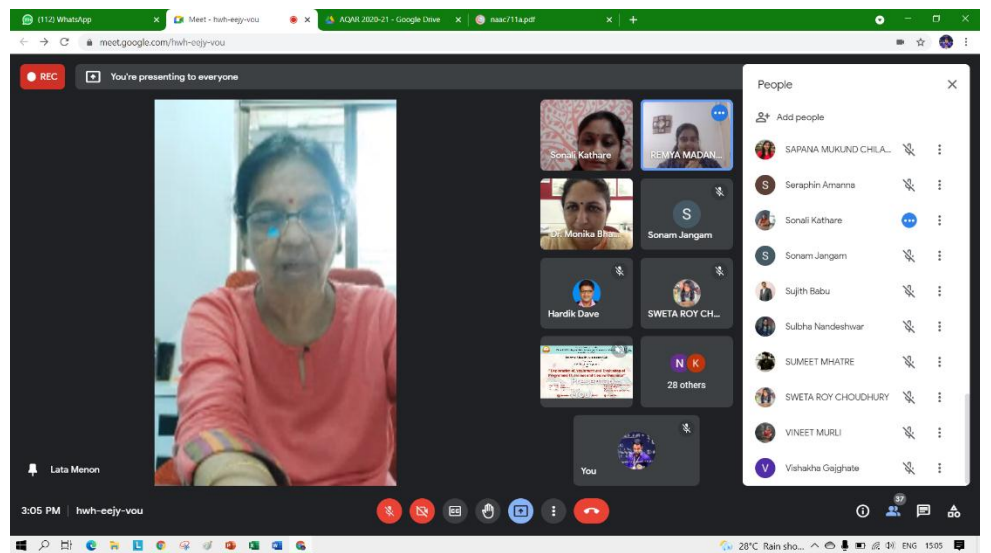 (112) WhatsApp
Meet - hwh-eejy-vou
AQAR 2020-21 - Google Drive
naac711a.pdf
meet.google.com/hwh-eejy-vou
REC
You're presenting to everyone
Sonali Kathare
REMYA MADAN...
Dr. Monika Bhas...
S
Sonam Jangam
Hardik Dave
SWETA ROY CH...
N K
28 others
You
Lata Menon
People
Add people
SAPANA MUKUND CHILA...
S Seraphin Amanna
Sonali Kathare
S Sonam Jangam
Sujith Babu
Sulbha Nandeshwar
SUMEET MHATRE
SWETA ROY CHOUDHURY
VINEET MURLI
V Vishakha Gajghate
3:05 PM | hwh-eejy-vou
CC
37
28°C Rain sho... ENG 15:05